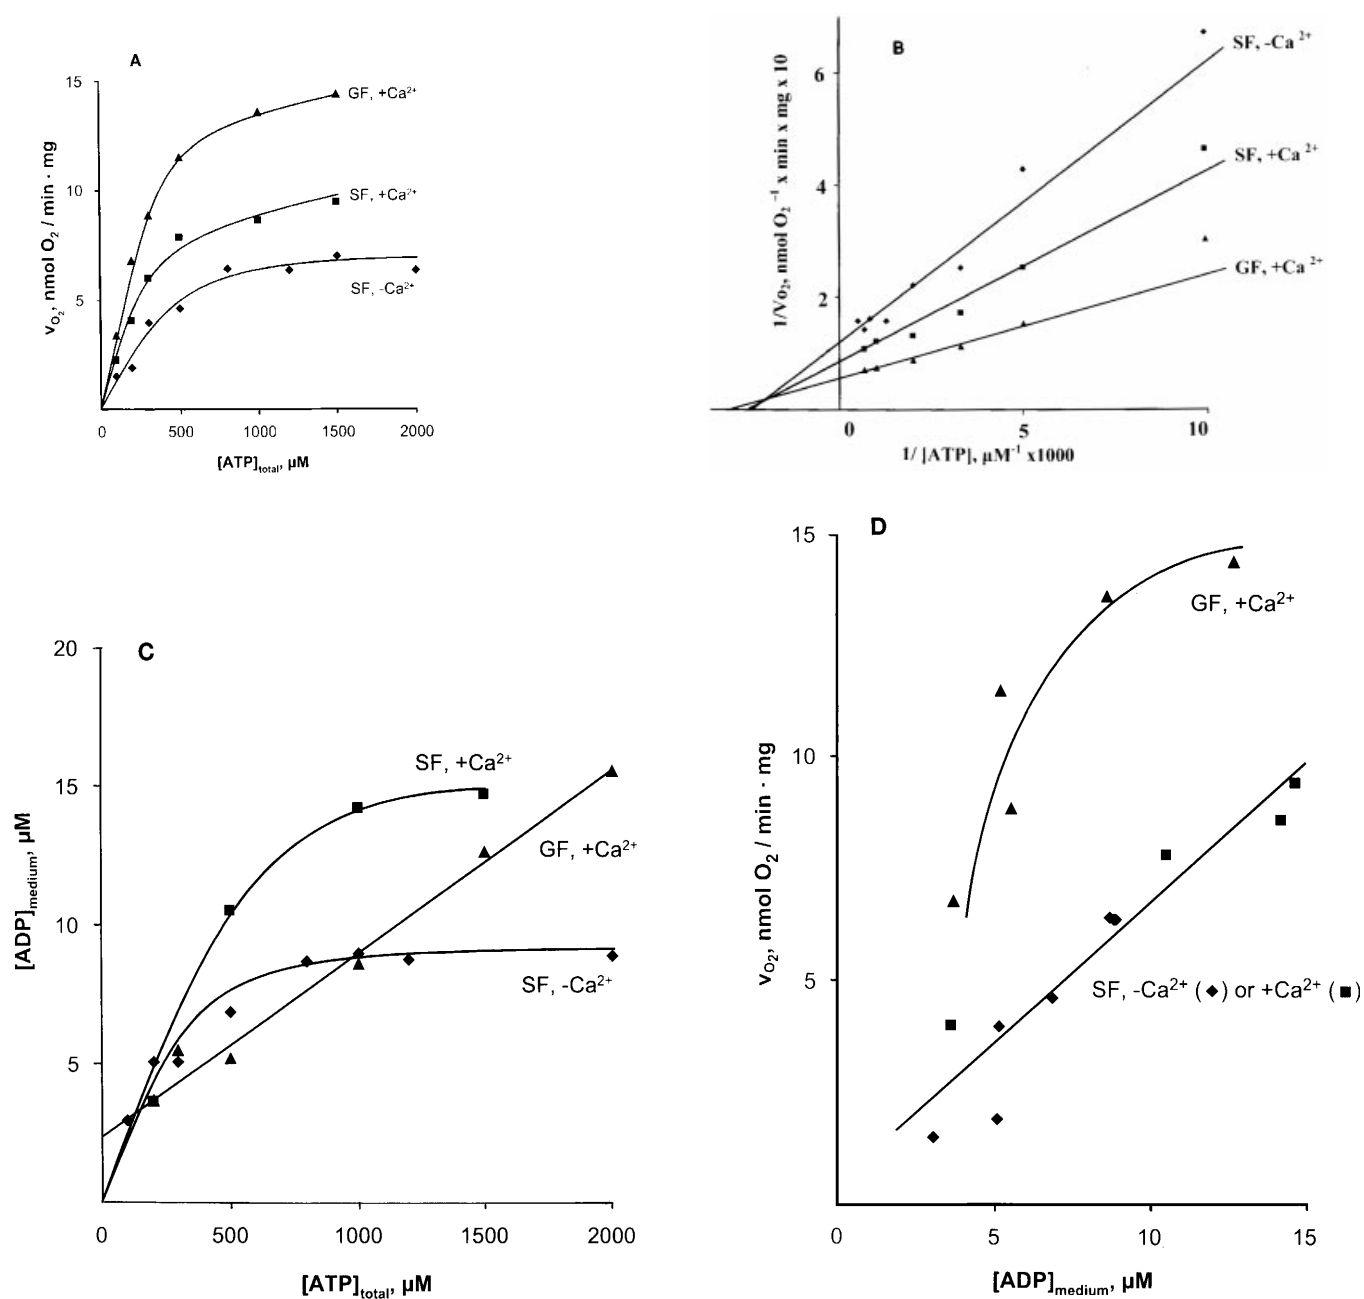 A
15
10
5
v_O₂, nmol O₂ / min · mg
GF, +Ca²⁺
SF, +Ca²⁺
SF, -Ca²⁺
0 500 1000 1500 2000
[ATP]total, µM
B
6
4
2
1/Vo₂, nmol O₂⁻¹ x min x mg x 10
SF, -Ca²⁺
SF, +Ca²⁺
GF, +Ca²⁺
0 5 10
1/ [ATP], µM⁻¹ x1000
C
20
15
10
5
[ADP]medium, µM
SF, +Ca²⁺
GF, +Ca²⁺
SF, -Ca²⁺
0 500 1000 1500 2000
[ATP]total, µM
D
15
10
5
v_O₂, nmol O₂ / min · mg
GF, +Ca²⁺
SF, -Ca²⁺ (◆) or +Ca²⁺ (■)
0 5 10 15
[ADP]medium, µM